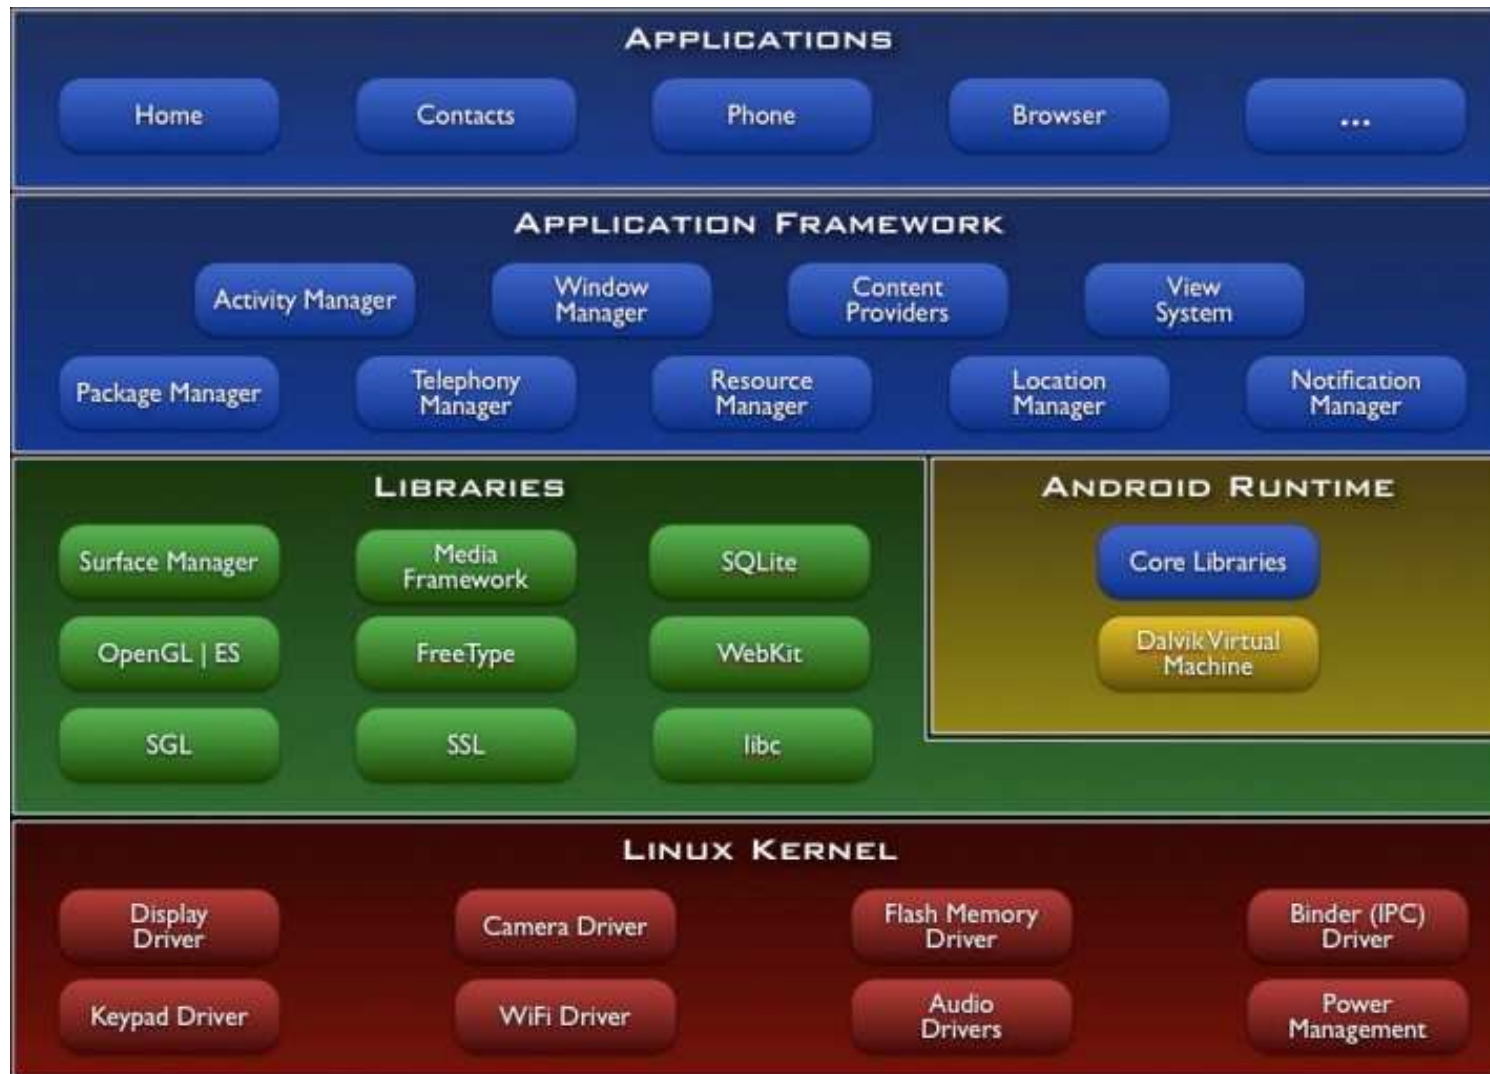 APPLICATIONS
Home
Contacts
Phone
Browser
...
APPLICATION FRAMEWORK
Activity Manager
Window
Manager
Content
Providers
View
System
Package Manager
Telephony
Manager
Resource
Manager
Location
Manager
Notification
Manager
LIBRARIES
Surface Manager
Media
Framework
SQLite
OpenGL | ES
FreeType
WebKit
SGL
SSL
libc
ANDROID RUNTIME
Core Libraries
Dalvik Virtual
Machine
LINUX KERNEL
Display
Driver
Camera Driver
Flash Memory
Driver
Binder (IPC)
Driver
Keypad Driver
WiFi Driver
Audio
Drivers
Power
Management